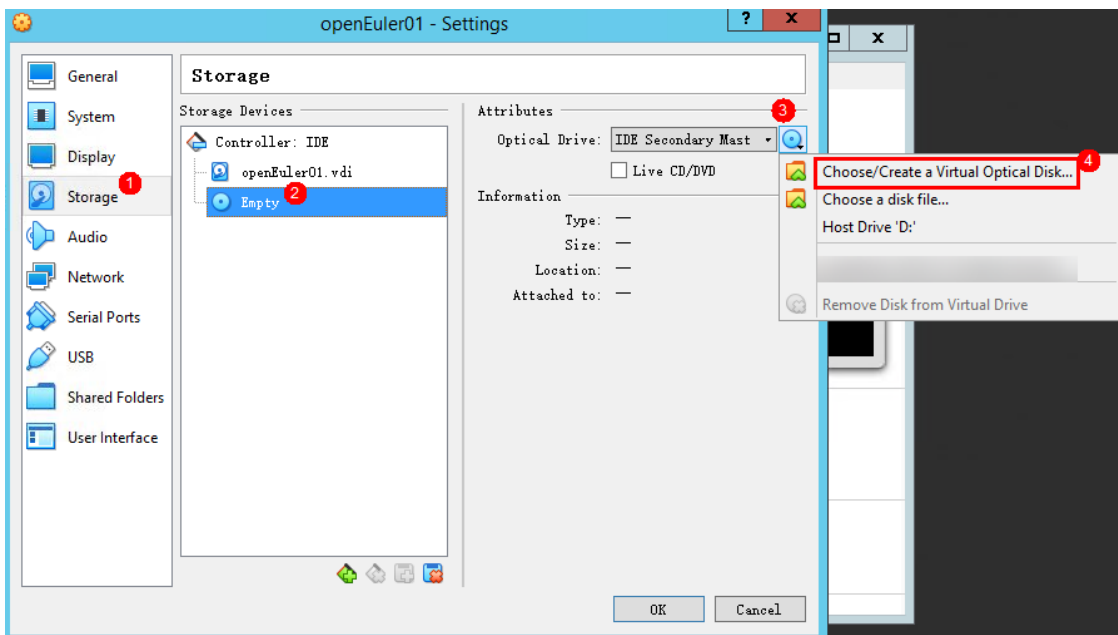 openEuler01 - Settings
?
x
x
General
System
Display
Storage
1
Audio
Network
Serial Ports
USB
Shared Folders
User Interface
Storage
Storage Devices
Controller: IDE
openEuler01.vdi
Empty
2
Attributes
3
Optical Drive: IDE Secondary Mast
Live CD/DVD
Information
Type: —
Size: —
Location: —
Attached to: —
Choose/Create a Virtual Optical Disk...
4
Choose a disk file...
Host Drive 'D:'
Remove Disk from Virtual Drive
OK
Cancel